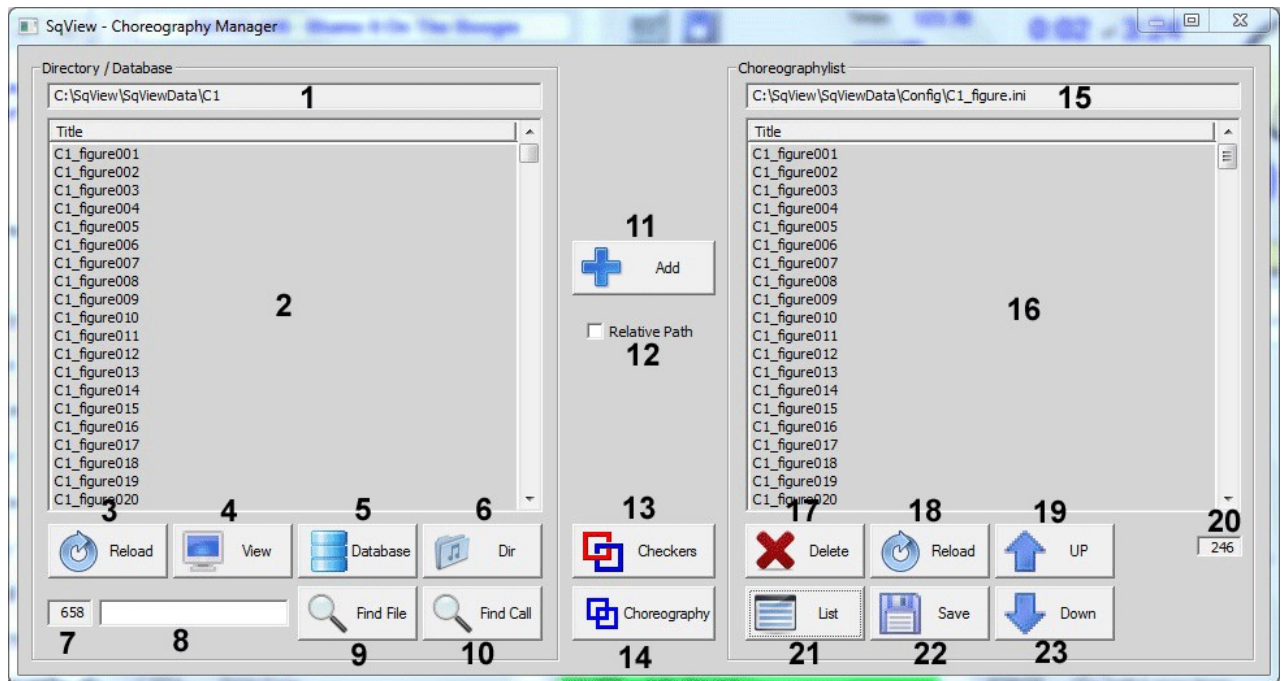 SqView - Choreography Manager
0:02 - 3:24
Directory / Database
C:\SqView\SqViewData\C1 1
Title
C1_figure001
C1_figure002
C1_figure003
C1_figure004
C1_figure005
C1_figure006
C1_figure007
C1_figure008
C1_figure009
C1_figure010
C1_figure011
C1_figure012
C1_figure013
C1_figure014
C1_figure015
C1_figure016
C1_figure017
C1_figure018
C1_figure019
C1_figure020
2
3 4 5 6
Reload View Database Dir
658
Find File Find Call
7 8 9 10
11
Add
Relative Path
12
13
Checkers
Choreography
14
Choreographylist
C:\SqView\SqViewData\Config\C1_figure.ini 15
Title
C1_figure001
C1_figure002
C1_figure003
C1_figure004
C1_figure005
C1_figure006
C1_figure007
C1_figure008
C1_figure009
C1_figure010
C1_figure011
C1_figure012
C1_figure013
C1_figure014
C1_figure015
C1_figure016
C1_figure017
C1_figure018
C1_figure019
C1_figure020
16
17 18 19 20
Delete Reload UP 246
List Save Down
21 22 23